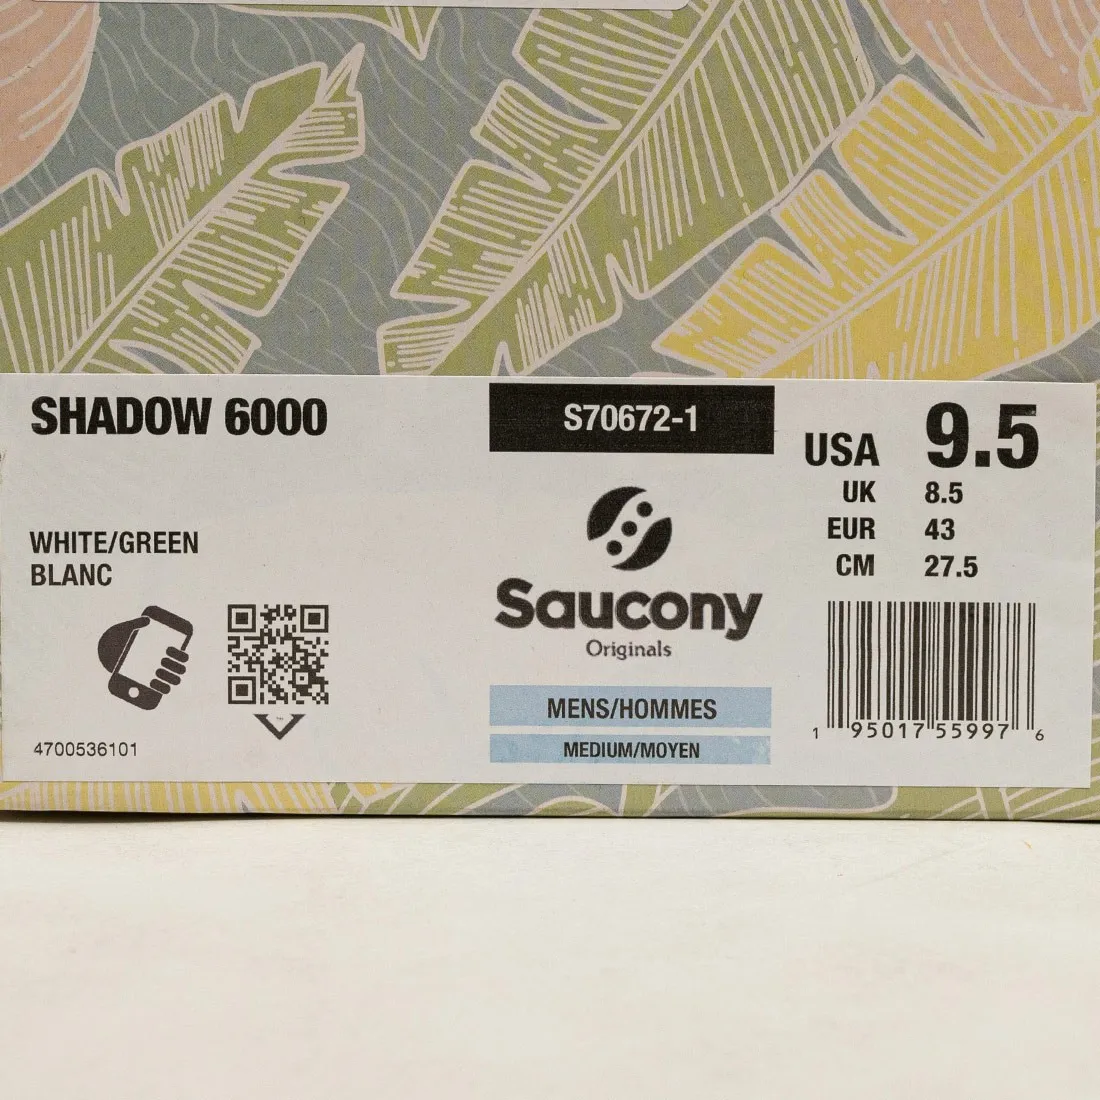 SHADOW 6000
WHITE/GREEN
BLANC
4700536101
S70672-1
Saucony
Originals
MENS/HOMMES
MEDIUM/MOYEN
USA 9.5
UK 8.5
EUR 43
CM 27.5
1 95017 55997 6